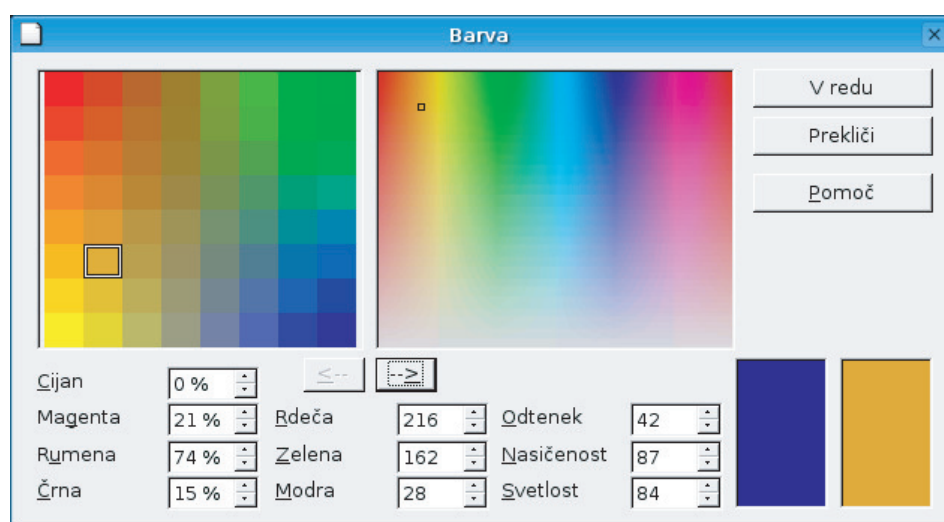 Barva
V redu
Prekliči
Pomoč
<-- -->
Cijan 0 %
Magenta 21 % Rdeča 216 Odtenek 42
Rumena 74 % Zelena 162 Nasičenost 87
Črna 15 % Modra 28 Svetlost 84